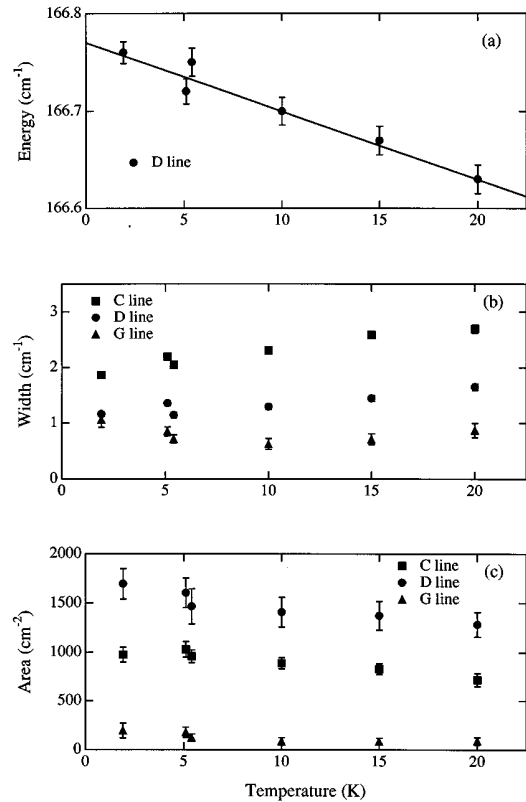 166.8
(a)
166.7
Energy (cm-1)
D line
166.6
0 5 10 15 20
3
C line
(b)
D line
G line
2
Width (cm-1)
1
0
0 5 10 15 20
2000
C line
(c)
D line
G line
1500
1000
Area (cm-2)
500
0
0 5 10 15 20
Temperature (K)